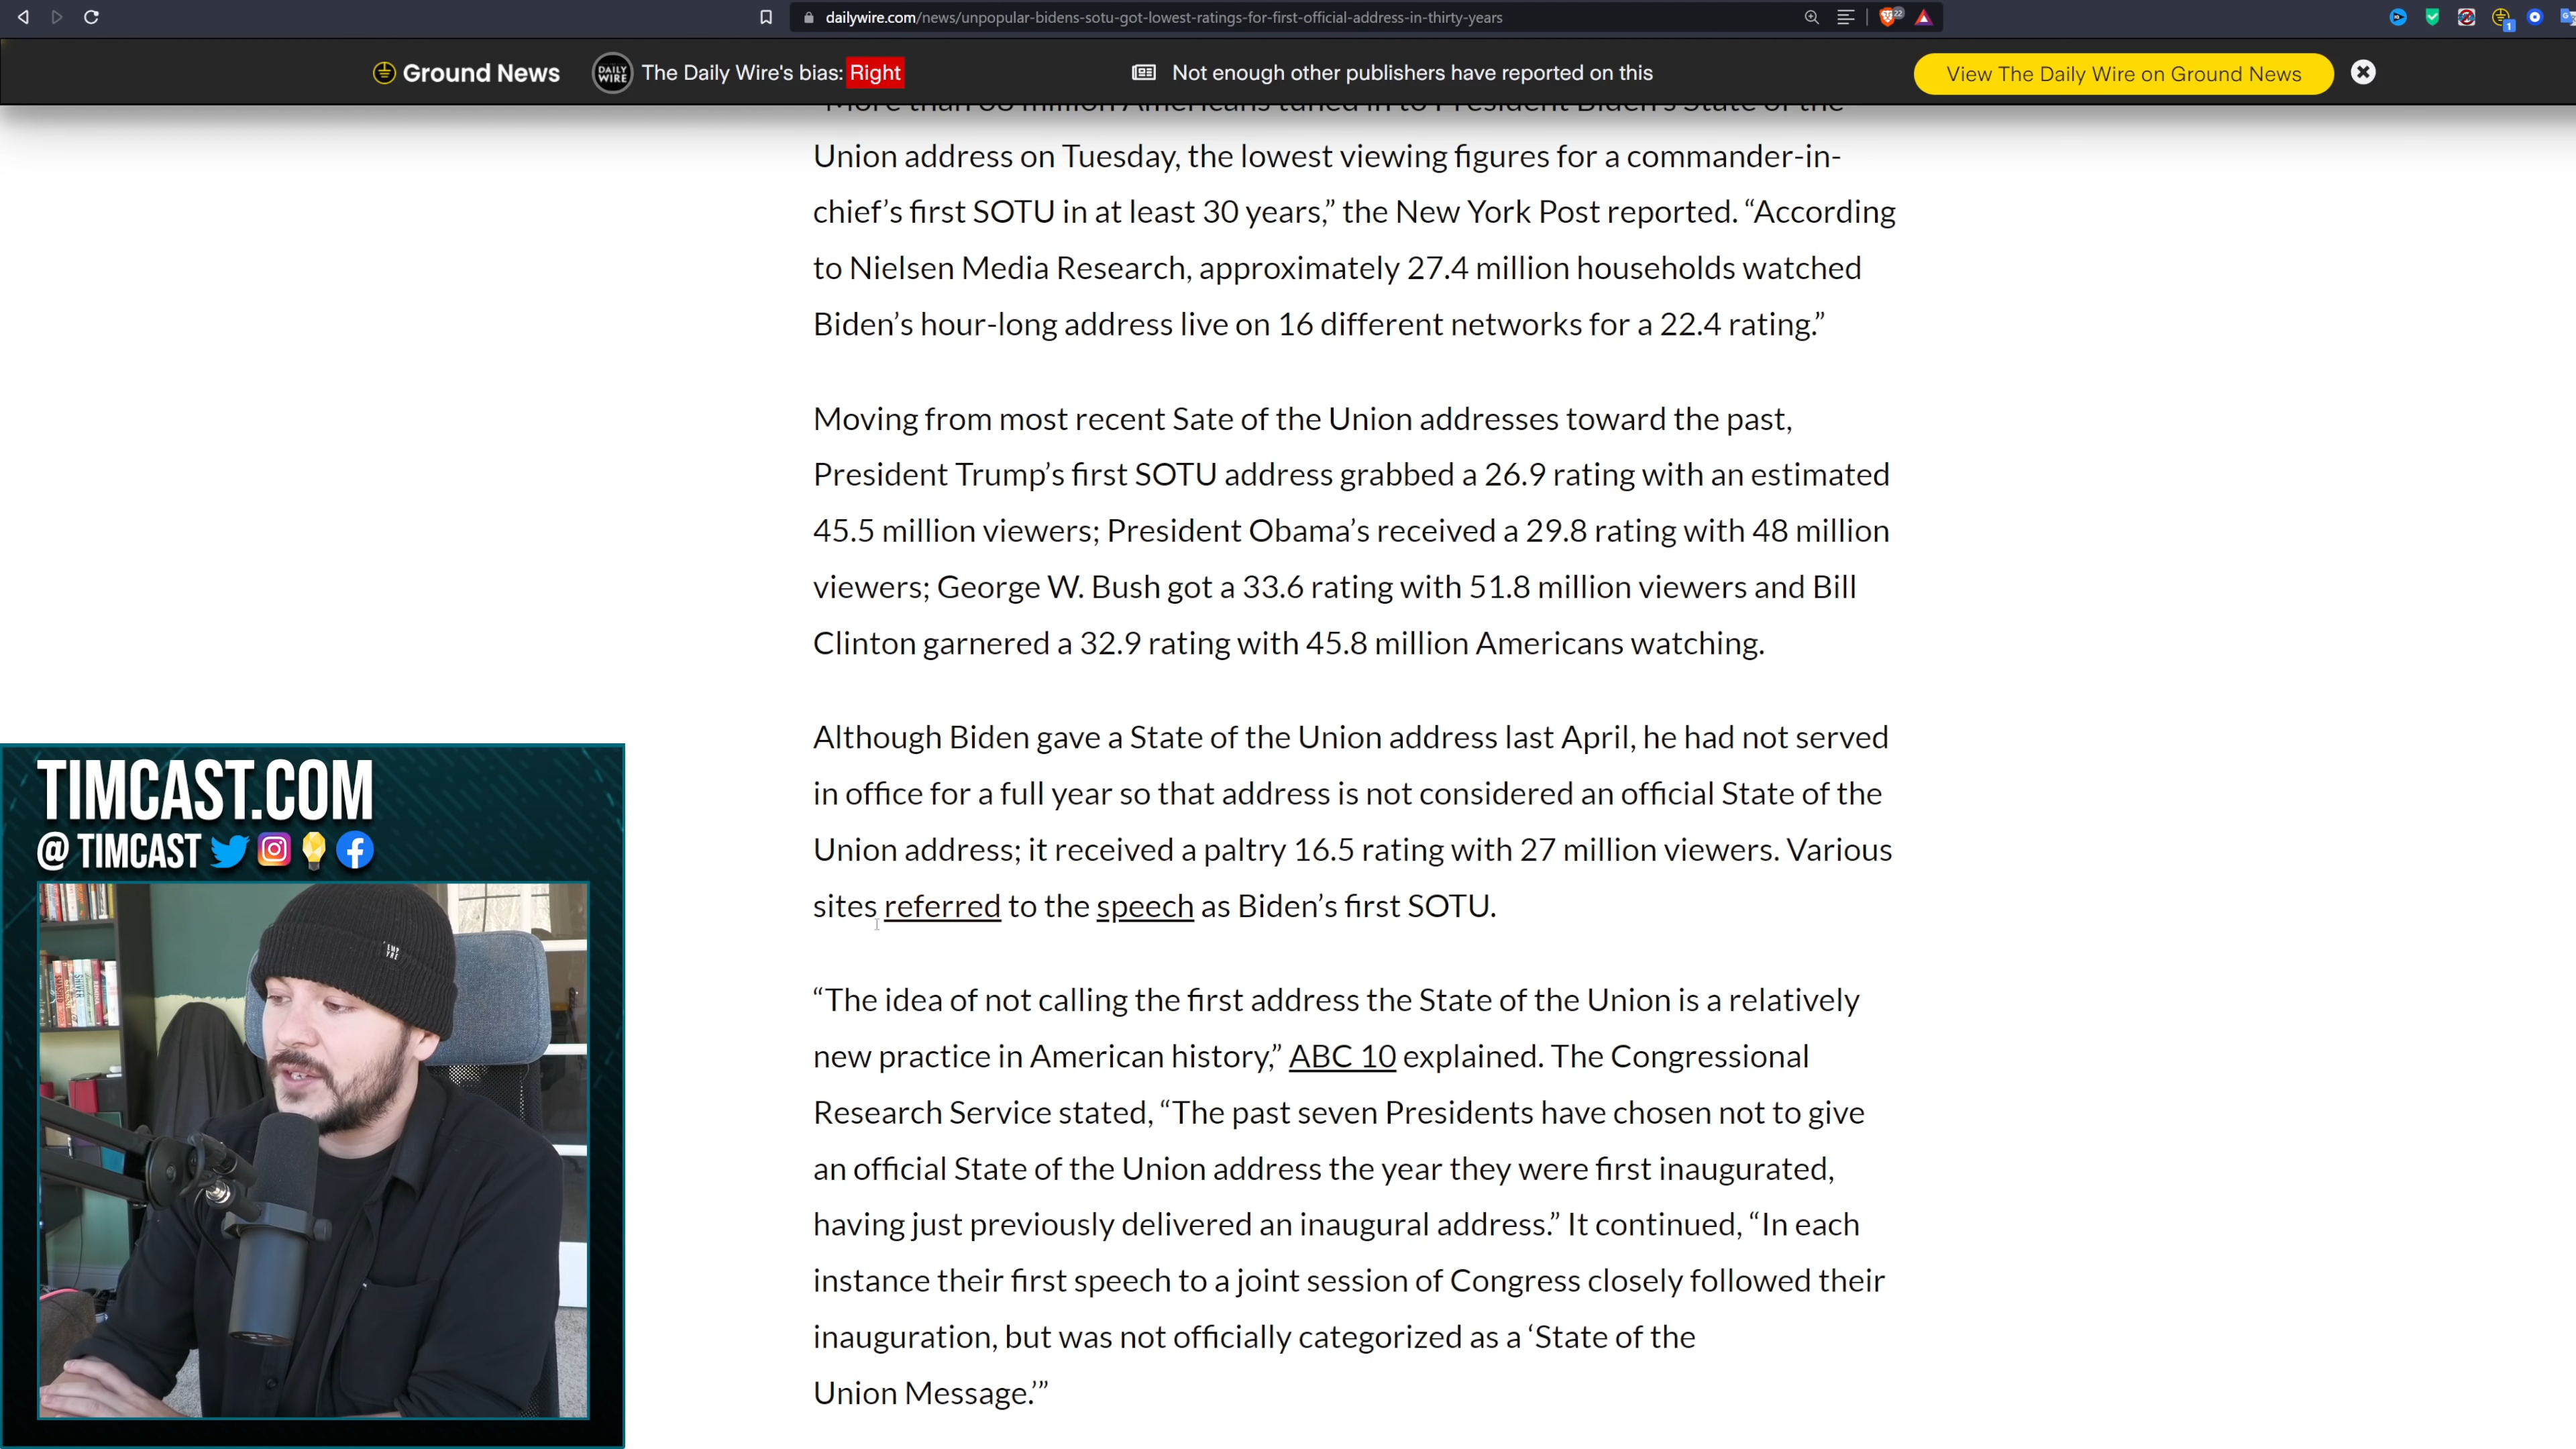 dailywire.com/news/unpopular-bidens-sotu-got-lowest-ratings-for-first-official-address-in-thirty-years
22
1
Ground News
DAILY WIRE
The Daily Wire's bias: Right
Not enough other publishers have reported on this
View The Daily Wire on Ground News
Union address on Tuesday, the lowest viewing figures for a commander-in-
chief’s first SOTU in at least 30 years,” the New York Post reported. “According
to Nielsen Media Research, approximately 27.4 million households watched
Biden’s hour-long address live on 16 different networks for a 22.4 rating.”
Moving from most recent Sate of the Union addresses toward the past,
President Trump’s first SOTU address grabbed a 26.9 rating with an estimated
45.5 million viewers; President Obama’s received a 29.8 rating with 48 million
viewers; George W. Bush got a 33.6 rating with 51.8 million viewers and Bill
Clinton garnered a 32.9 rating with 45.8 million Americans watching.
Although Biden gave a State of the Union address last April, he had not served
in office for a full year so that address is not considered an official State of the
Union address; it received a paltry 16.5 rating with 27 million viewers. Various
sites referred to the speech as Biden’s first SOTU.
“The idea of not calling the first address the State of the Union is a relatively
new practice in American history,” ABC 10 explained. The Congressional
Research Service stated, “The past seven Presidents have chosen not to give
an official State of the Union address the year they were first inaugurated,
having just previously delivered an inaugural address.” It continued, “In each
instance their first speech to a joint session of Congress closely followed their
inauguration, but was not officially categorized as a ‘State of the
Union Message.’”
TIMCAST.COM
@ TIMCAST